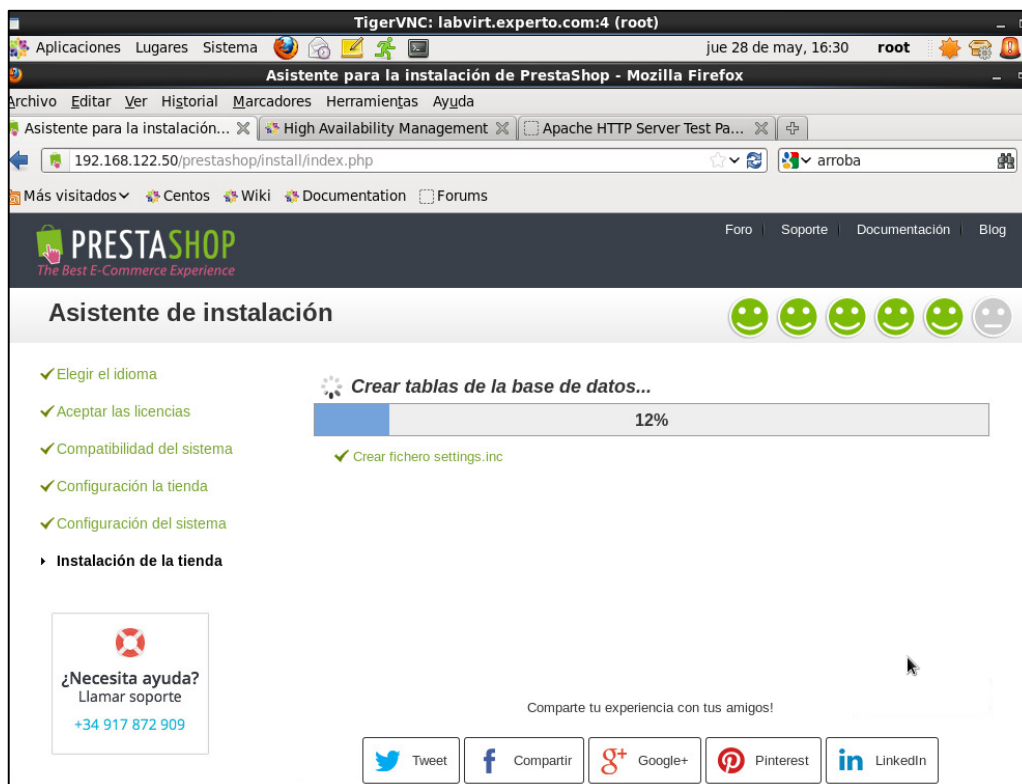 TigerVNC: labvirt.experto.com:4 (root)
Aplicaciones Lugares Sistema jue 28 de may, 16:30 root
Asistente para la instalación de PrestaShop - Mozilla Firefox
Archivo Editar Ver Historial Marcadores Herramientas Ayuda
Asistente para la instalación... High Availability Management Apache HTTP Server Test Pa...
192.168.122.50/prestashop/install/index.php arroba
Más visitados Centos Wiki Documentation Forums
PRESTASHOP Foro Soporte Documentación Blog
The Best E-Commerce Experience
Asistente de instalación
Elegir el idioma
Crear tablas de la base de datos...
Aceptar las licencias
12%
Compatibilidad del sistema
Crear fichero settings.inc
Configuración la tienda
Configuración del sistema
Instalación de la tienda
¿Necesita ayuda?
Llamar soporte
+34 917 872 909
Comparte tu experiencia con tus amigos!
Tweet Compartir Google+ Pinterest LinkedIn